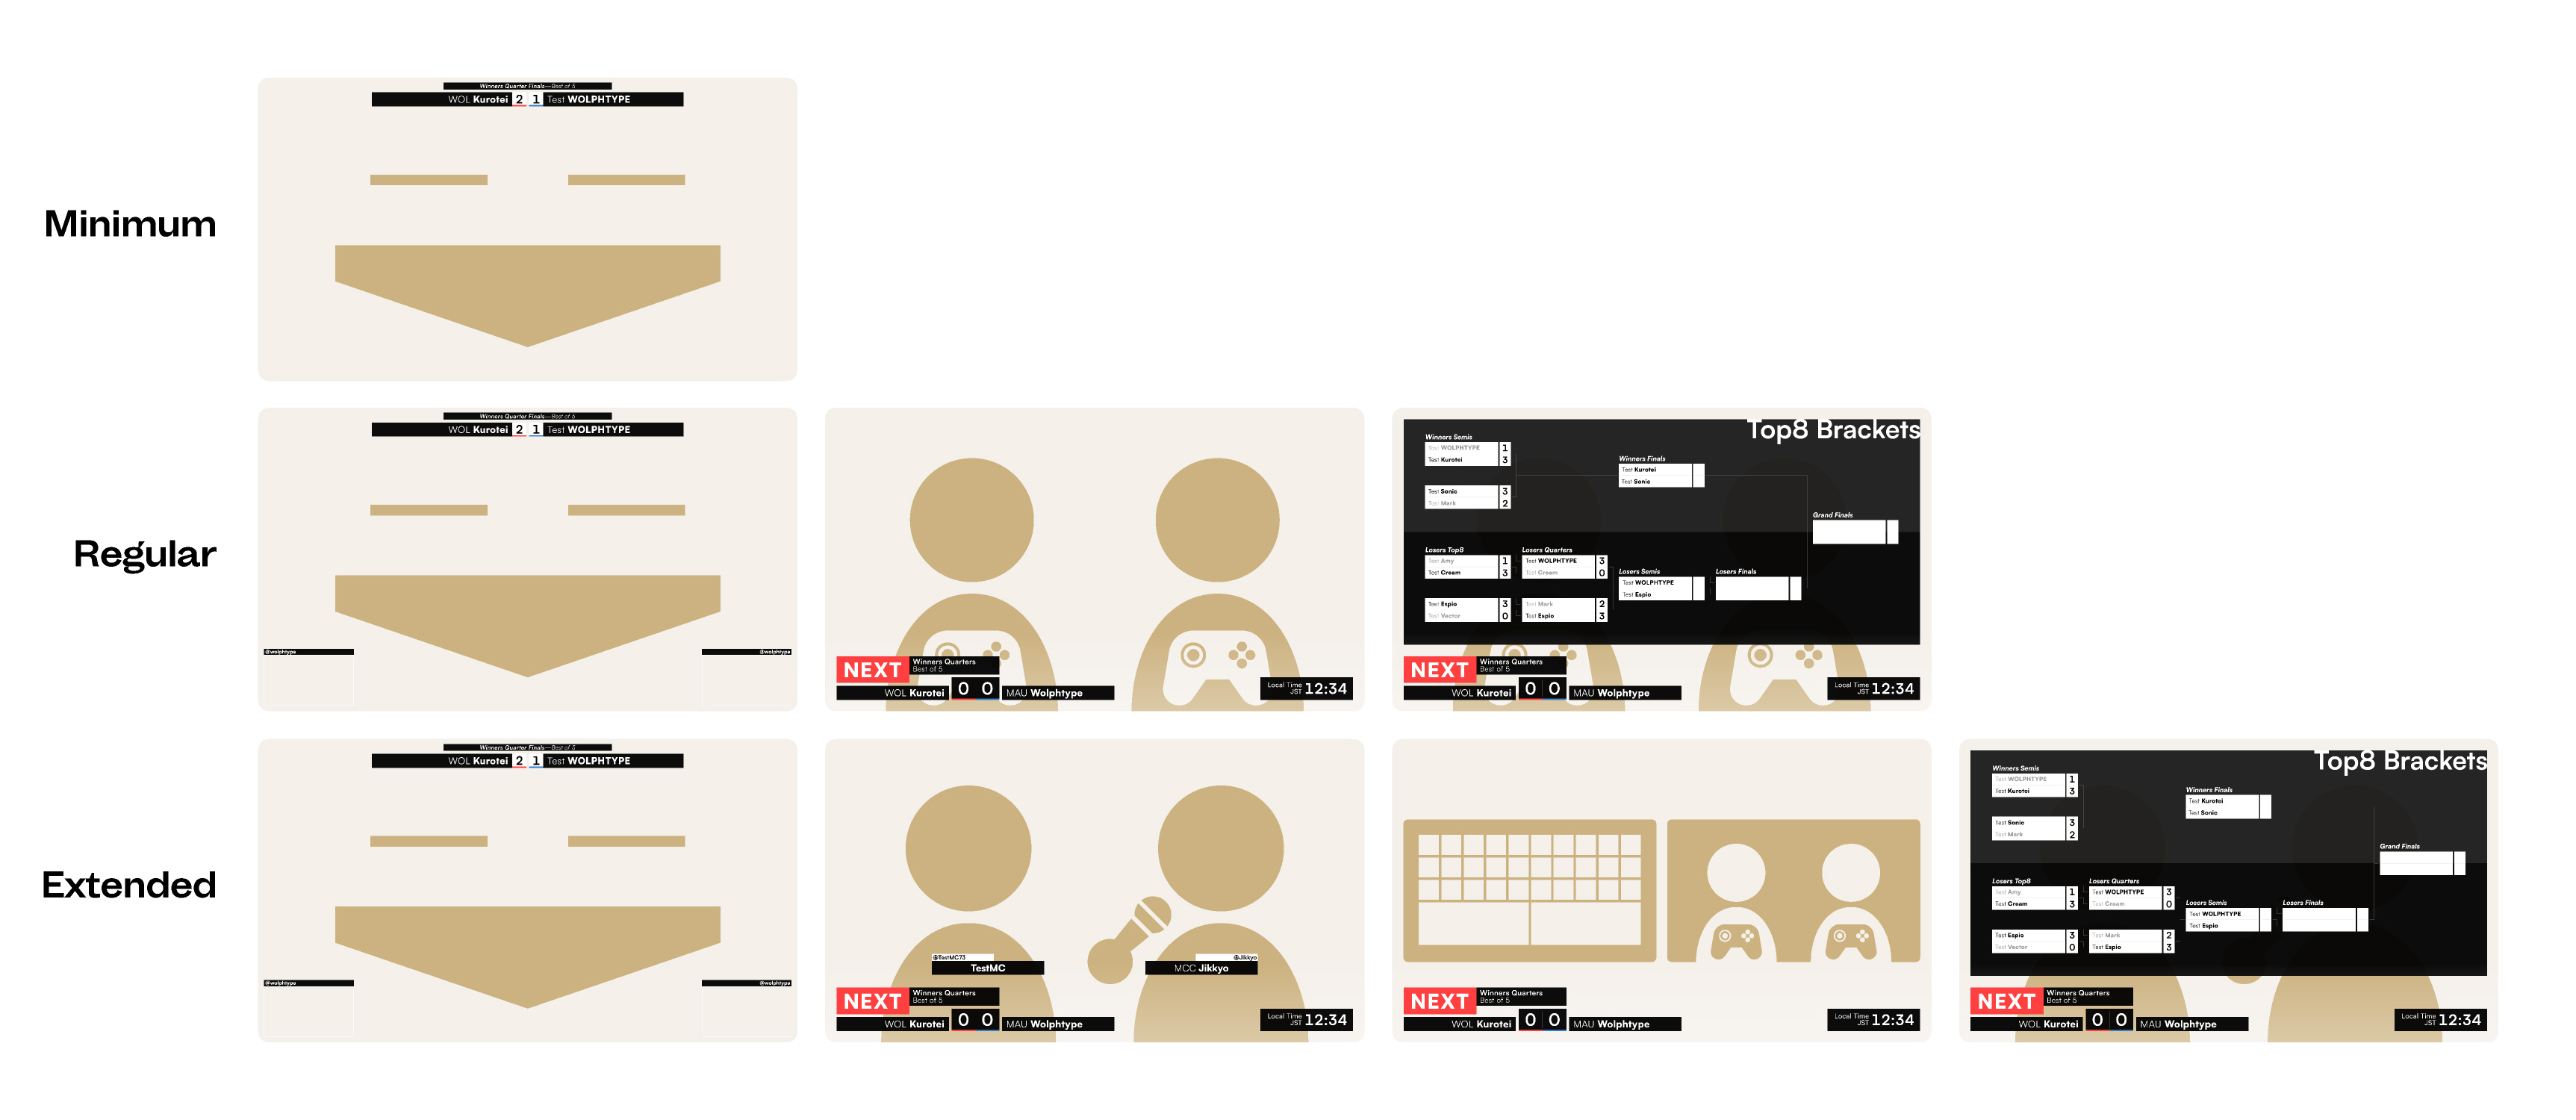 Minimum
Winners Quarter Finals—Best of 5
WOL Kurotei 2 1 Test WOLPHTYPE
Regular
Winners Quarter Finals—Best of 5
WOL Kurotei 2 1 Test WOLPHTYPE
@wolphtype
@wolphtype
NEXT
Winners Quarters
Best of 5
WOL Kurotei 0 0 MAU Wolphtype
Local Time
JST 12:34
Top8 Brackets
Winners Semis
Test WOLPHTYPE 1
Test Kurotei 3
Test Sonic 3
Test Mark 2
Winners Finals
Test Kurotei
Test Sonic
Grand Finals
Losers Top8
Test Amy 1
Test Cream 3
Test Espio 3
Test Vector 0
Losers Quarters
Test WOLPHTYPE 3
Test Cream 0
Test Mark 2
Test Espio 3
Losers Semis
Test WOLPHTYPE
Test Espio
Losers Finals
NEXT
Winners Quarters
Best of 5
WOL Kurotei 0 0 MAU Wolphtype
Local Time
JST 12:34
Extended
Winners Quarter Finals—Best of 5
WOL Kurotei 2 1 Test WOLPHTYPE
@wolphtype
@wolphtype
@TestMC73
TestMC
@Jikkyo
MCC Jikkyo
NEXT
Winners Quarters
Best of 5
WOL Kurotei 0 0 MAU Wolphtype
Local Time
JST 12:34
NEXT
Winners Quarters
Best of 5
WOL Kurotei 0 0 MAU Wolphtype
Local Time
JST 12:34
Top8 Brackets
Winners Semis
Test WOLPHTYPE 1
Test Kurotei 3
Test Sonic 3
Test Mark 2
Winners Finals
Test Kurotei
Test Sonic
Grand Finals
Losers Top8
Test Amy 1
Test Cream 3
Test Espio 3
Test Vector 0
Losers Quarters
Test WOLPHTYPE 3
Test Cream 0
Test Mark 2
Test Espio 3
Losers Semis
Test WOLPHTYPE
Test Espio
Losers Finals
NEXT
Winners Quarters
Best of 5
WOL Kurotei 0 0 MAU Wolphtype
Local Time
JST 12:34